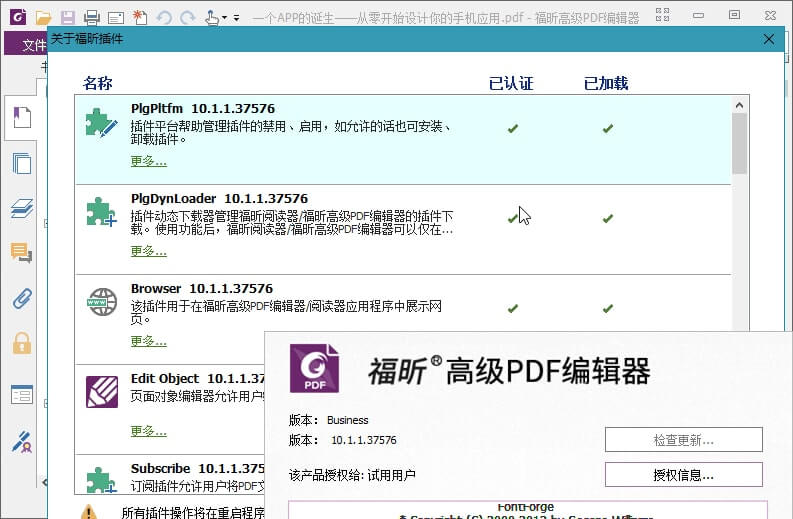 一个APP的诞生——从零开始设计你的手机应用.pdf - 福昕高级PDF编辑器
文件
关于福昕插件
名称 已认证 已加载
PlgPltfm 10.1.1.37576
插件平台帮助管理插件的禁用、启用，如允许的话也可安装、
卸载插件。
更多...
PlgDynLoader 10.1.1.37576
插件动态下载器管理福昕阅读器/福昕高级PDF编辑器的插件下
载。使用功能后，福昕阅读器/福昕高级PDF编辑器可以仅在...
更多...
Browser 10.1.1.37576
该插件用于在福昕高级PDF编辑器/阅读器应用程序中展示网
页。
更多...
Edit Object 10.1.1.37
页面对象编辑器允许用户
更多...
Subscribe 10.1.1.3757
订阅插件允许用户将PDF文
所有插件操作将在重启程序
PDF
福昕®高级PDF编辑器
版本： Business
版本： 10.1.1.37576
检查更新...
该产品授权给: 试用用户
授权信息...
FontForge